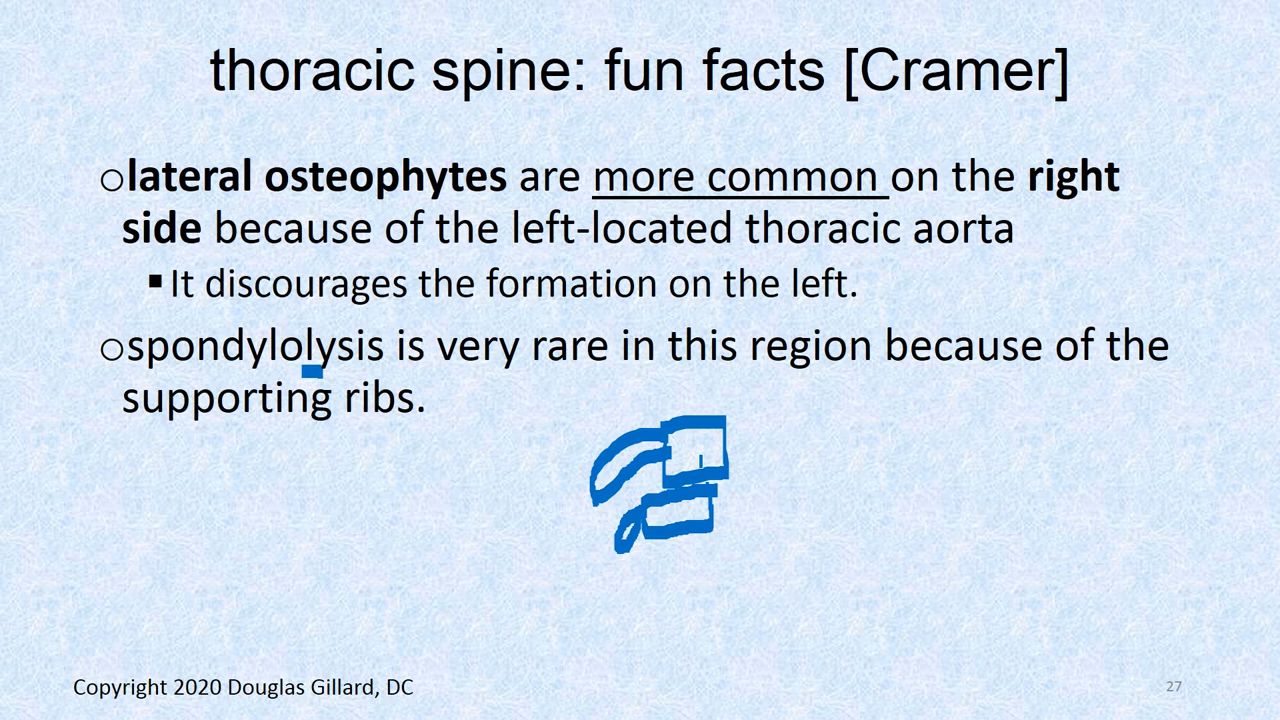 thoracic spine: fun facts [Cramer]
○lateral osteophytes are more common on the right
side because of the left-located thoracic aorta
▪It discourages the formation on the left.
○spondylolysis is very rare in this region because of the
supporting ribs.
Copyright 2020 Douglas Gillard, DC
27